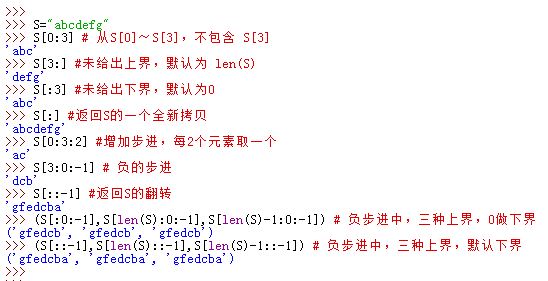 >>>
>>> S="abcdefg"
>>> S[0:3] # 从S[0]～S[3]，不包含 S[3]
'abc'
>>> S[3:] #未给出上界，默认为 len(S)
'defg'
>>> S[:3] #未给出下界，默认为0
'abc'
>>> S[:] #返回S的一个全新拷贝
'abcdefg'
>>> S[0:3:2] #增加步进，每2个元素取一个
'ac'
>>> S[3:0:-1] # 负的步进
'dcb'
>>> S[::-1] #返回S的翻转
'gfedcba'
>>> (S[:0:-1],S[len(S):0:-1],S[len(S)-1:0:-1]) # 负步进中，三种上界，0做下界
('gfedcb', 'gfedcb', 'gfedcb')
>>> (S[::-1],S[len(S)::-1],S[len(S)-1::-1]) # 负步进中，三种上界，默认下界
('gfedcba', 'gfedcba', 'gfedcba')
>>>